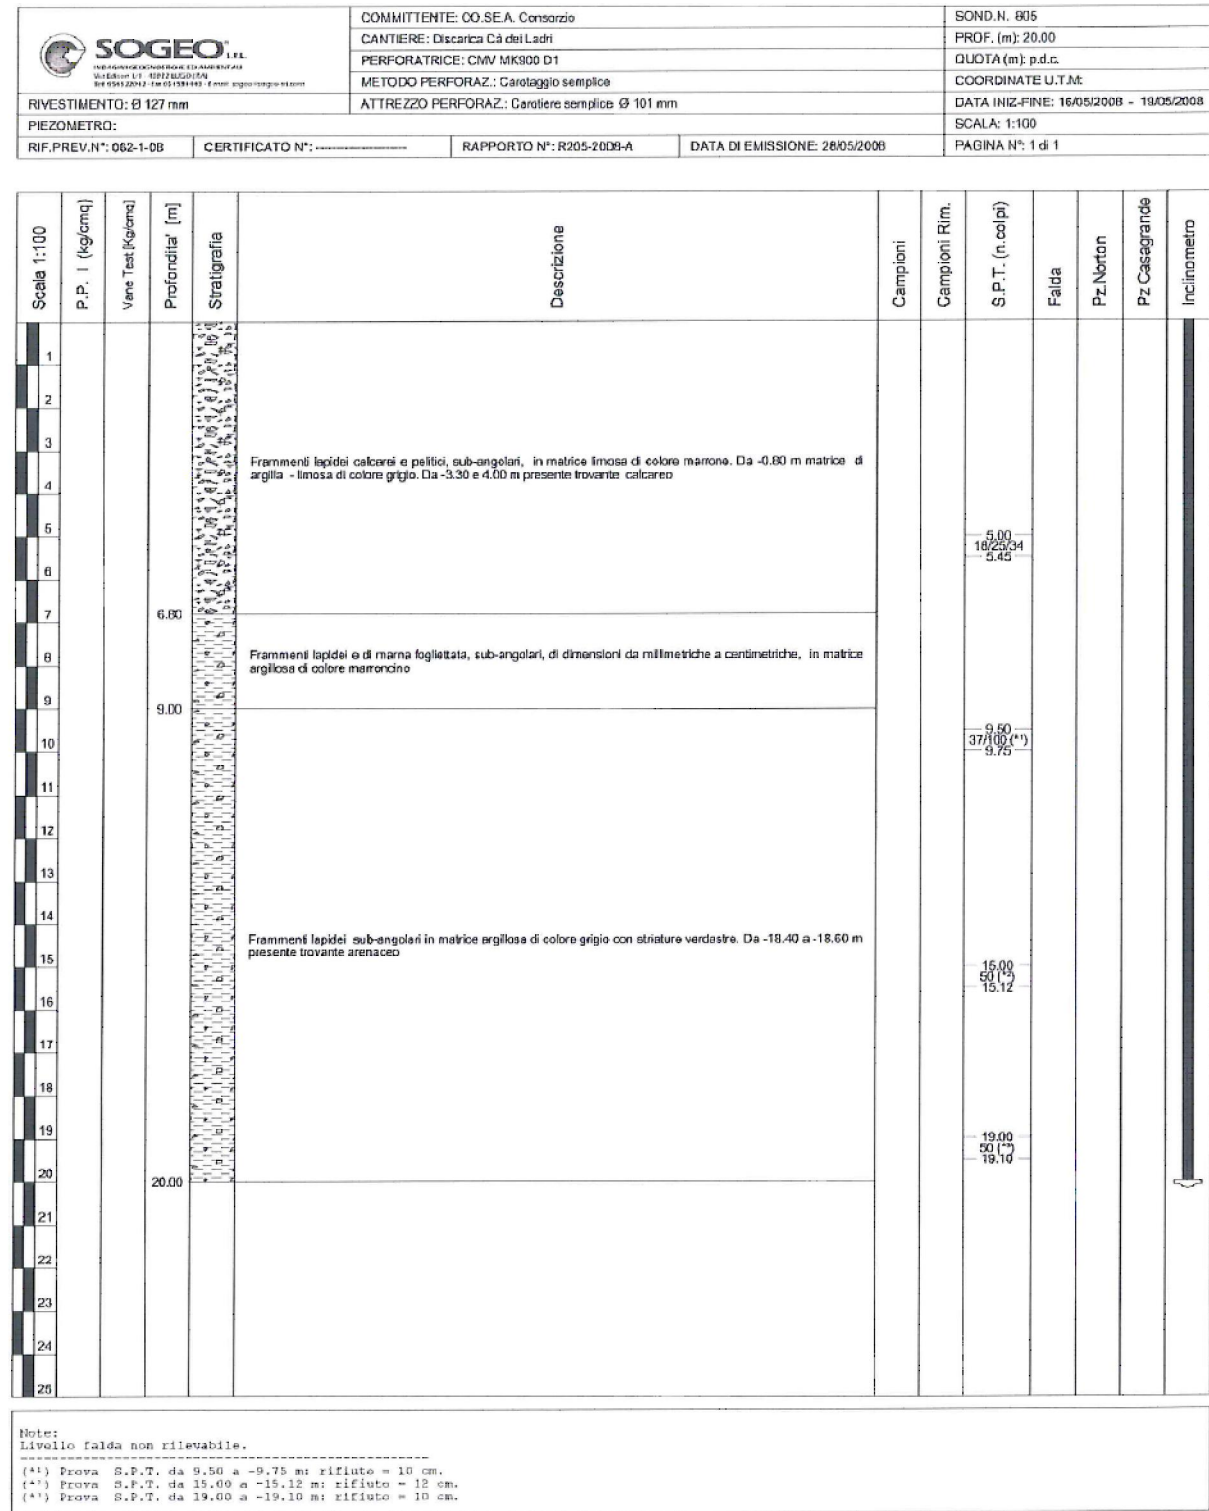 SOGEO S.R.L.
COMMITTENTE: CO.SE.A. Consorzio
CANTIERE: Discarica Cà dei Ladri
PERFORATRICE: CMV MK900 D1
METODO PERFORAZ.: Carotaggio semplice
RIVESTIMENTO: Ø 127 mm
ATTREZZO PERFORAZ.: Carotiere semplice Ø 101 mm
PIEZOMETRO:
RIF.PREV.N°: 062-1-08
CERTIFICATO N°: ------------------
RAPPORTO N°: R205-2008-A
DATA DI EMISSIONE: 28/05/2008
SOND.N. 805
PROF. (m): 20.00
QUOTA (m): p.d.c.
COORDINATE U.T.M:
DATA INIZ-FINE: 16/05/2008 - 19/05/2008
SCALA: 1:100
PAGINA N°: 1 di 1
Scala 1:100
P.P. I (kg/cmq)
Vane Test [Kg/cmq]
Profondita' [m]
Stratigrafia
Descrizione
Campioni
Campioni Rim.
S.P.T. (n.colpi)
Falda
Pz.Norton
Pz Casagrande
Inclinometro
1
2
3
4
5
6
7
8
9
10
11
12
13
14
15
16
17
18
19
20
21
22
23
24
25
Frammenti lapidei calcarei e pelitici, sub-angolari, in matrice limosa di colore marrone. Da -0.80 m matrice di
argilla - limosa di colore grigio. Da -3.30 e 4.00 m presente trovante calcareo
5.00
18/25/34
5.45
6.80
Frammenti lapidei e di marna fogliettata, sub-angolari, di dimensioni da millimetriche a centimetriche, in matrice
argillosa di colore marroncino
9.00
9.50
37/100 (*¹)
9.75
Frammenti lapidei sub-angolari in matrice argillosa di colore grigio con striature verdastre. Da -18.40 a -18.60 m
presente trovante arenaceo
15.00
50 (*²)
15.12
19.00
50 (*³)
19.10
20.00
Note:
Livello falda non rilevabile.
------------------------------------------------
(*¹) Prova S.P.T. da 9.50 a -9.75 m: rifiuto = 10 cm.
(*²) Prova S.P.T. da 15.00 a -15.12 m: rifiuto = 12 cm.
(*³) Prova S.P.T. da 19.00 a -19.10 m: rifiuto = 10 cm.